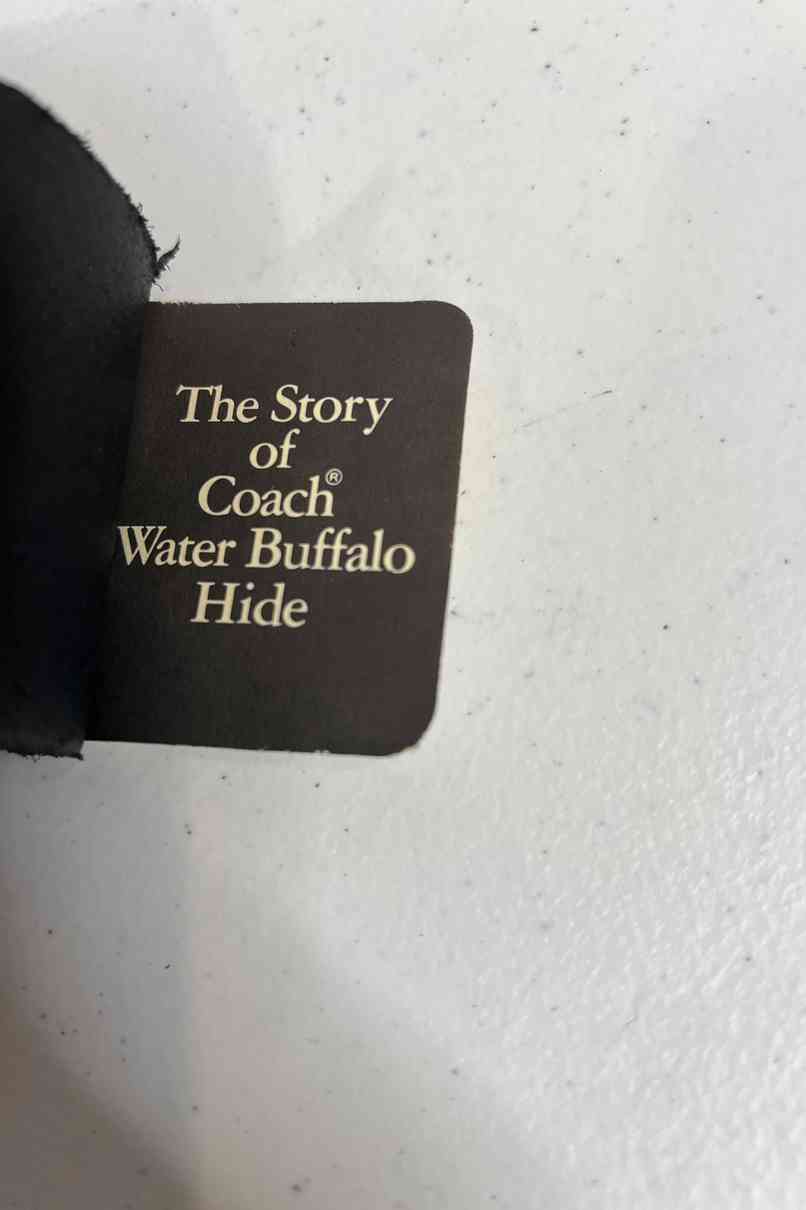 The Story
of
Coach®
Water Buffalo
Hide